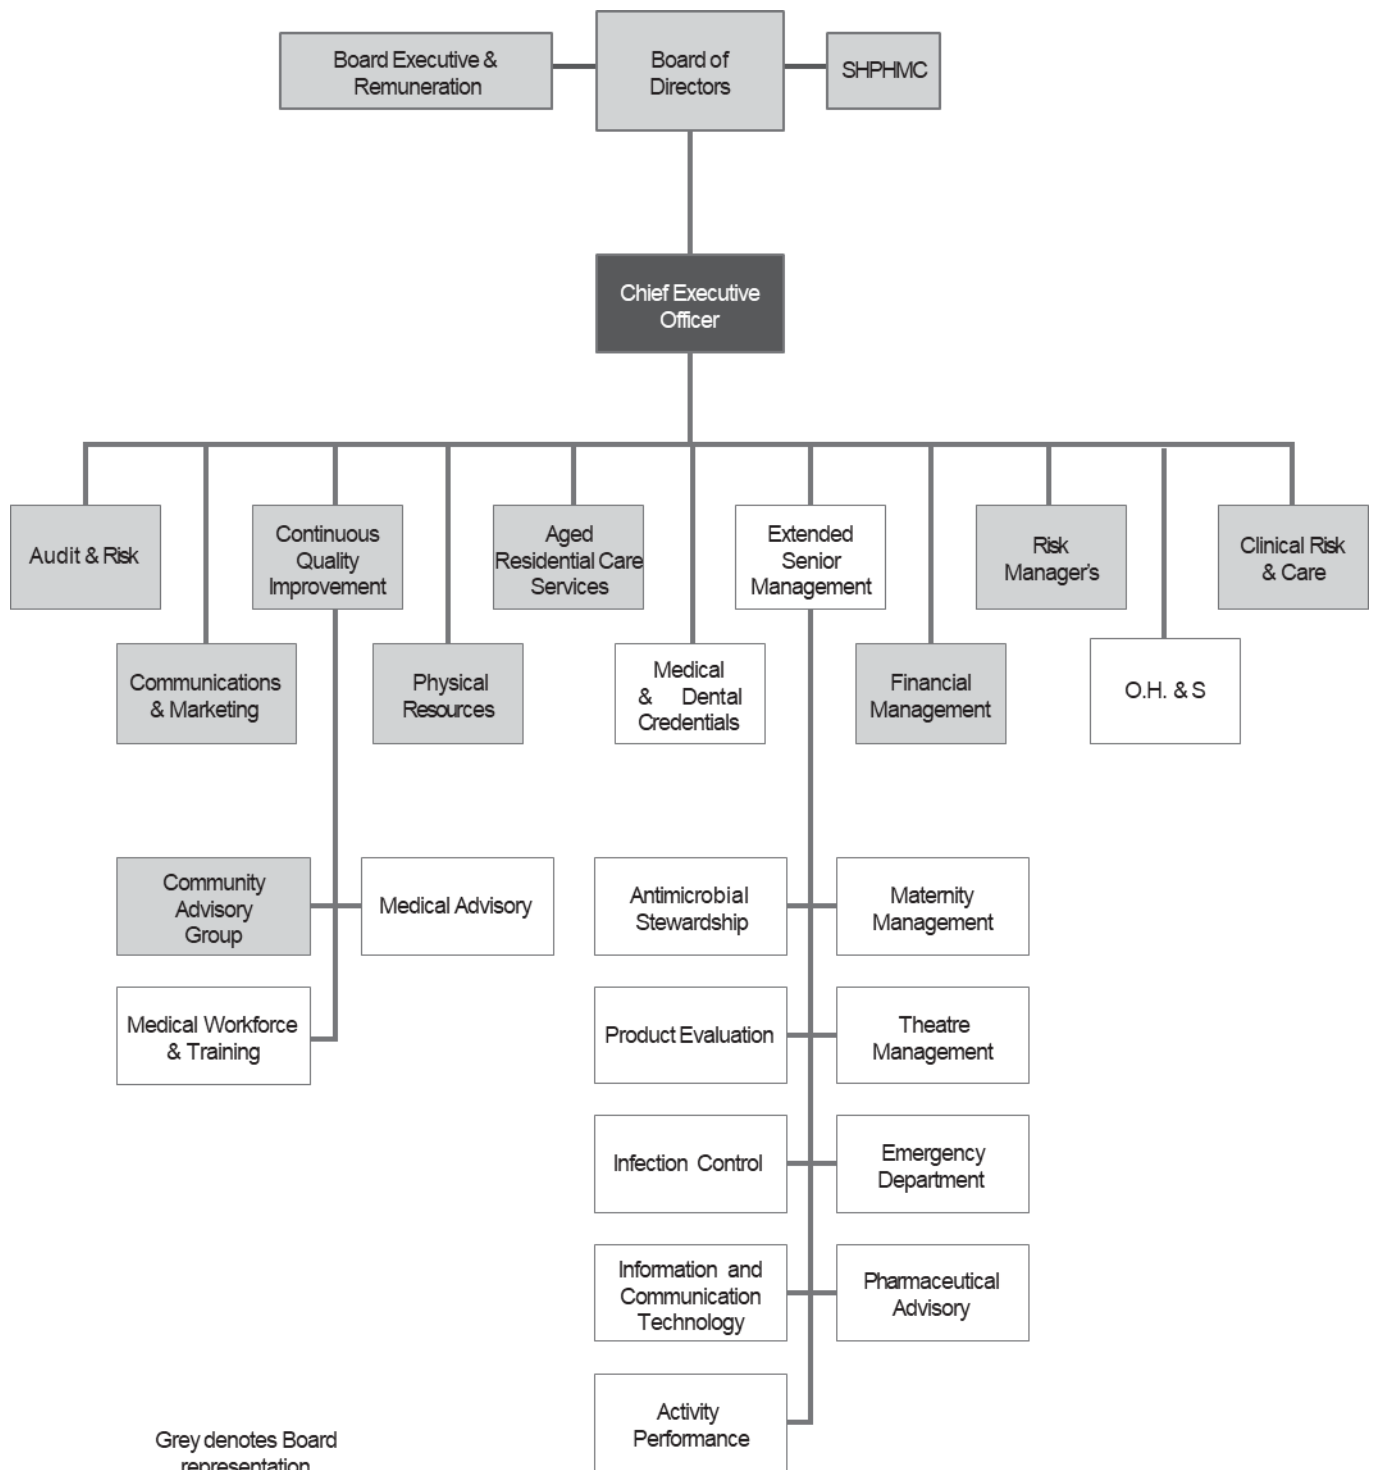 Board Executive &
Remuneration
Board of
Directors
SHPHMC
Chief Executive
Officer
Audit & Risk
Continuous
Quality
Improvement
Aged
Residential Care
Services
Extended
Senior
Management
Risk
Manager's
Clinical Risk
& Care
Communications
& Marketing
Physical
Resources
Medical
& Dental
Credentials
Financial
Management
O.H. & S
Community
Advisory
Group
Medical Advisory
Antimicrobial
Stewardship
Maternity
Management
Medical Workforce
& Training
Product Evaluation
Theatre
Management
Infection Control
Emergency
Department
Information and
Communication
Technology
Pharmaceutical
Advisory
Activity
Performance
Grey denotes Board
representation